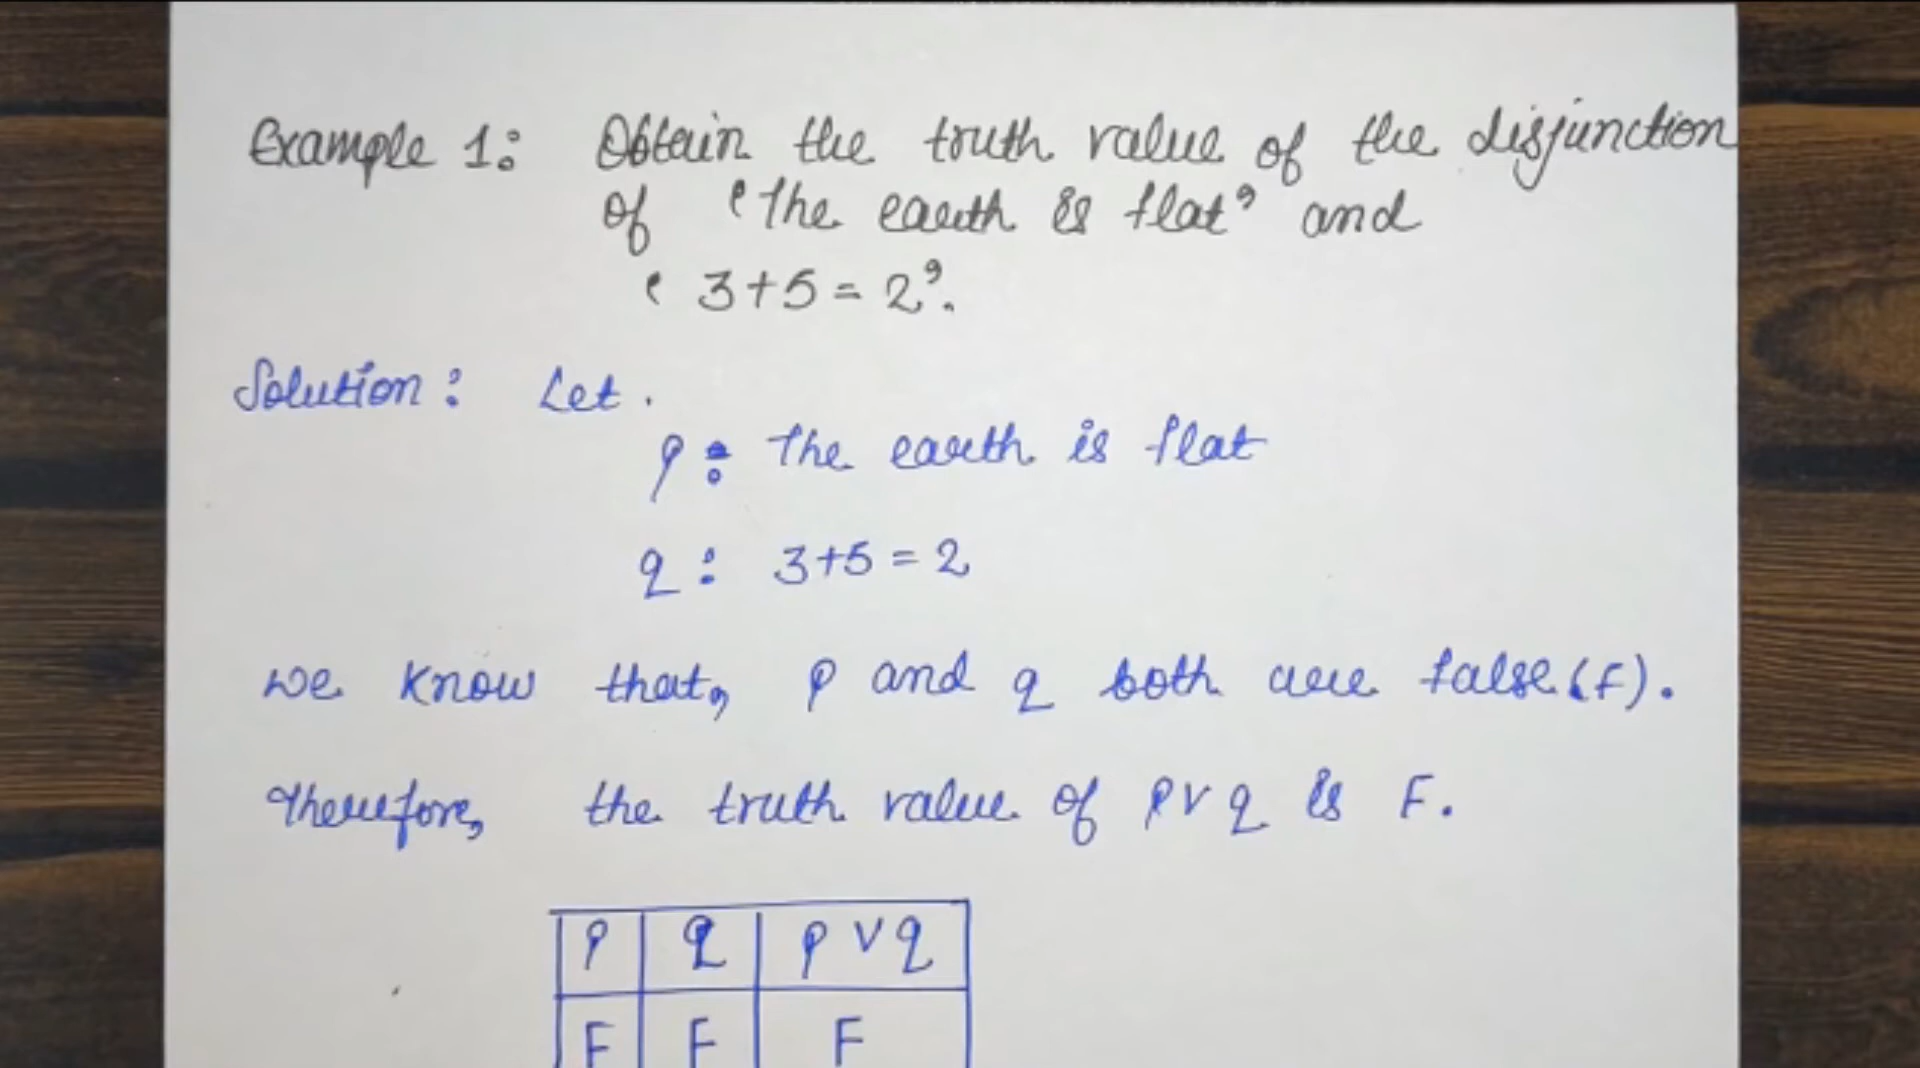 Example 1: Obtain the truth value of the disjunction
of 'The earth is flat' and
'3+5=2'.
Solution: Let.
p: The earth is flat
q: 3+5=2
we know that, p and q both are false(F).
Therefore, the truth value of p∨q is F.
p q p∨q
F F F